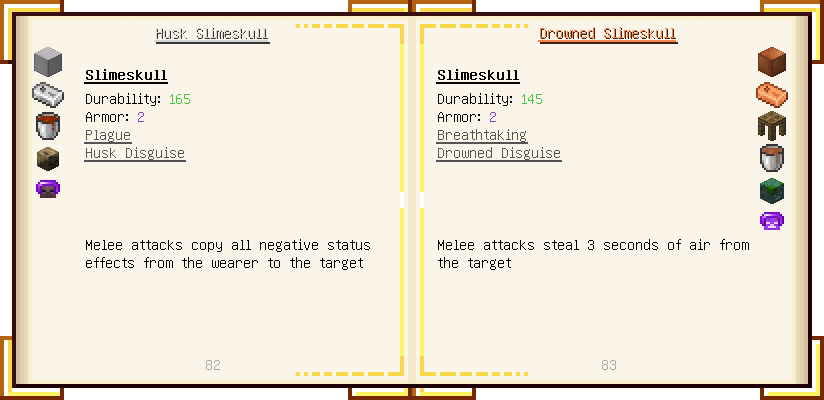 Husk Slimeskull
Slimeskull
Durability: 165
Armor: 2
Plague
Husk Disguise
Melee attacks copy all negative status
effects from the wearer to the target
82
Drowned Slimeskull
Slimeskull
Durability: 145
Armor: 2
Breathtaking
Drowned Disguise
Melee attacks steal 3 seconds of air from
the target
83